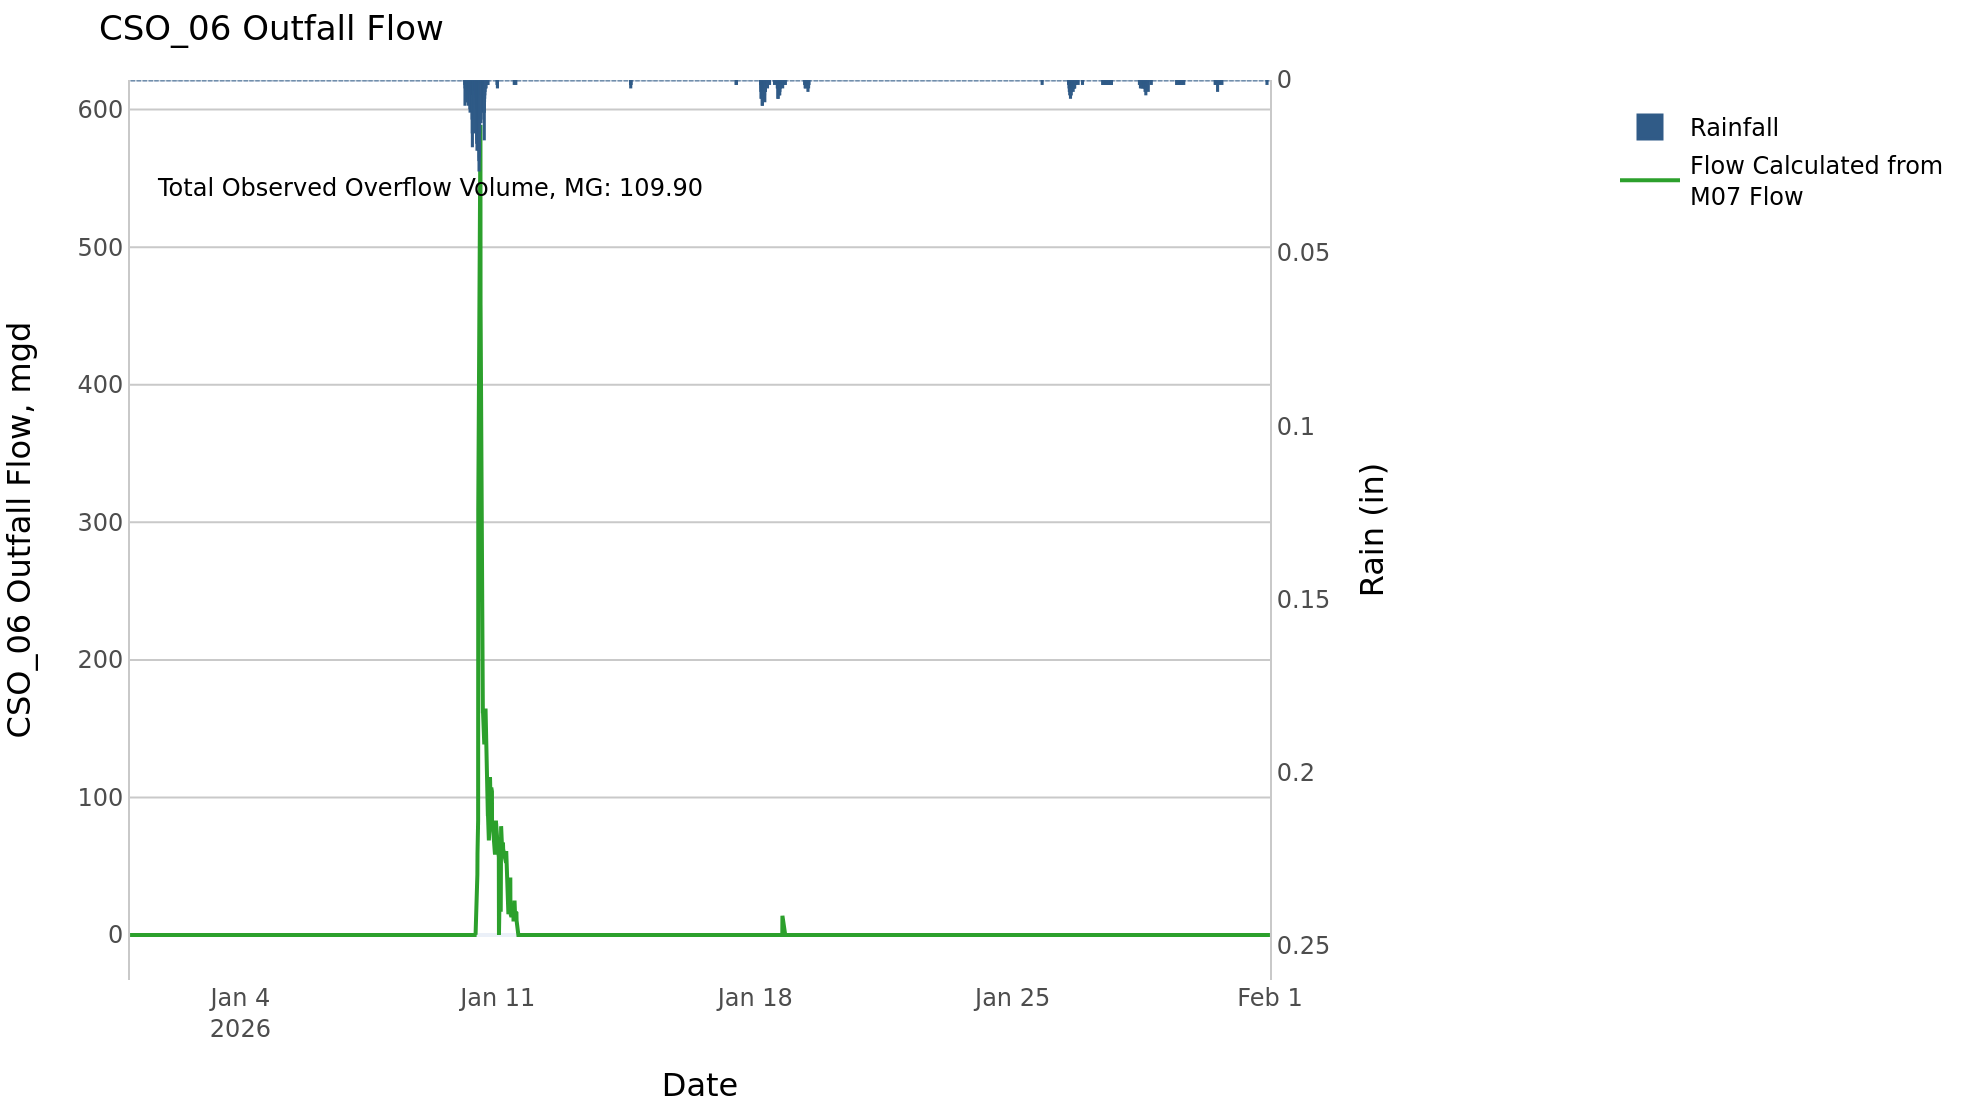 CSO_06 Outfall Flow
0
600
Rainfall
Flow Calculated from
M07 Flow
Total Observed Overflow Volume, MG: 109.90
500
0.05
400
0.1
CSO_06 Outfall Flow, mgd
Rain (in)
300
0.15
200
0.2
100
0
0.25
Jan 4
2026
Jan 11
Jan 18
Jan 25
Feb 1
Date